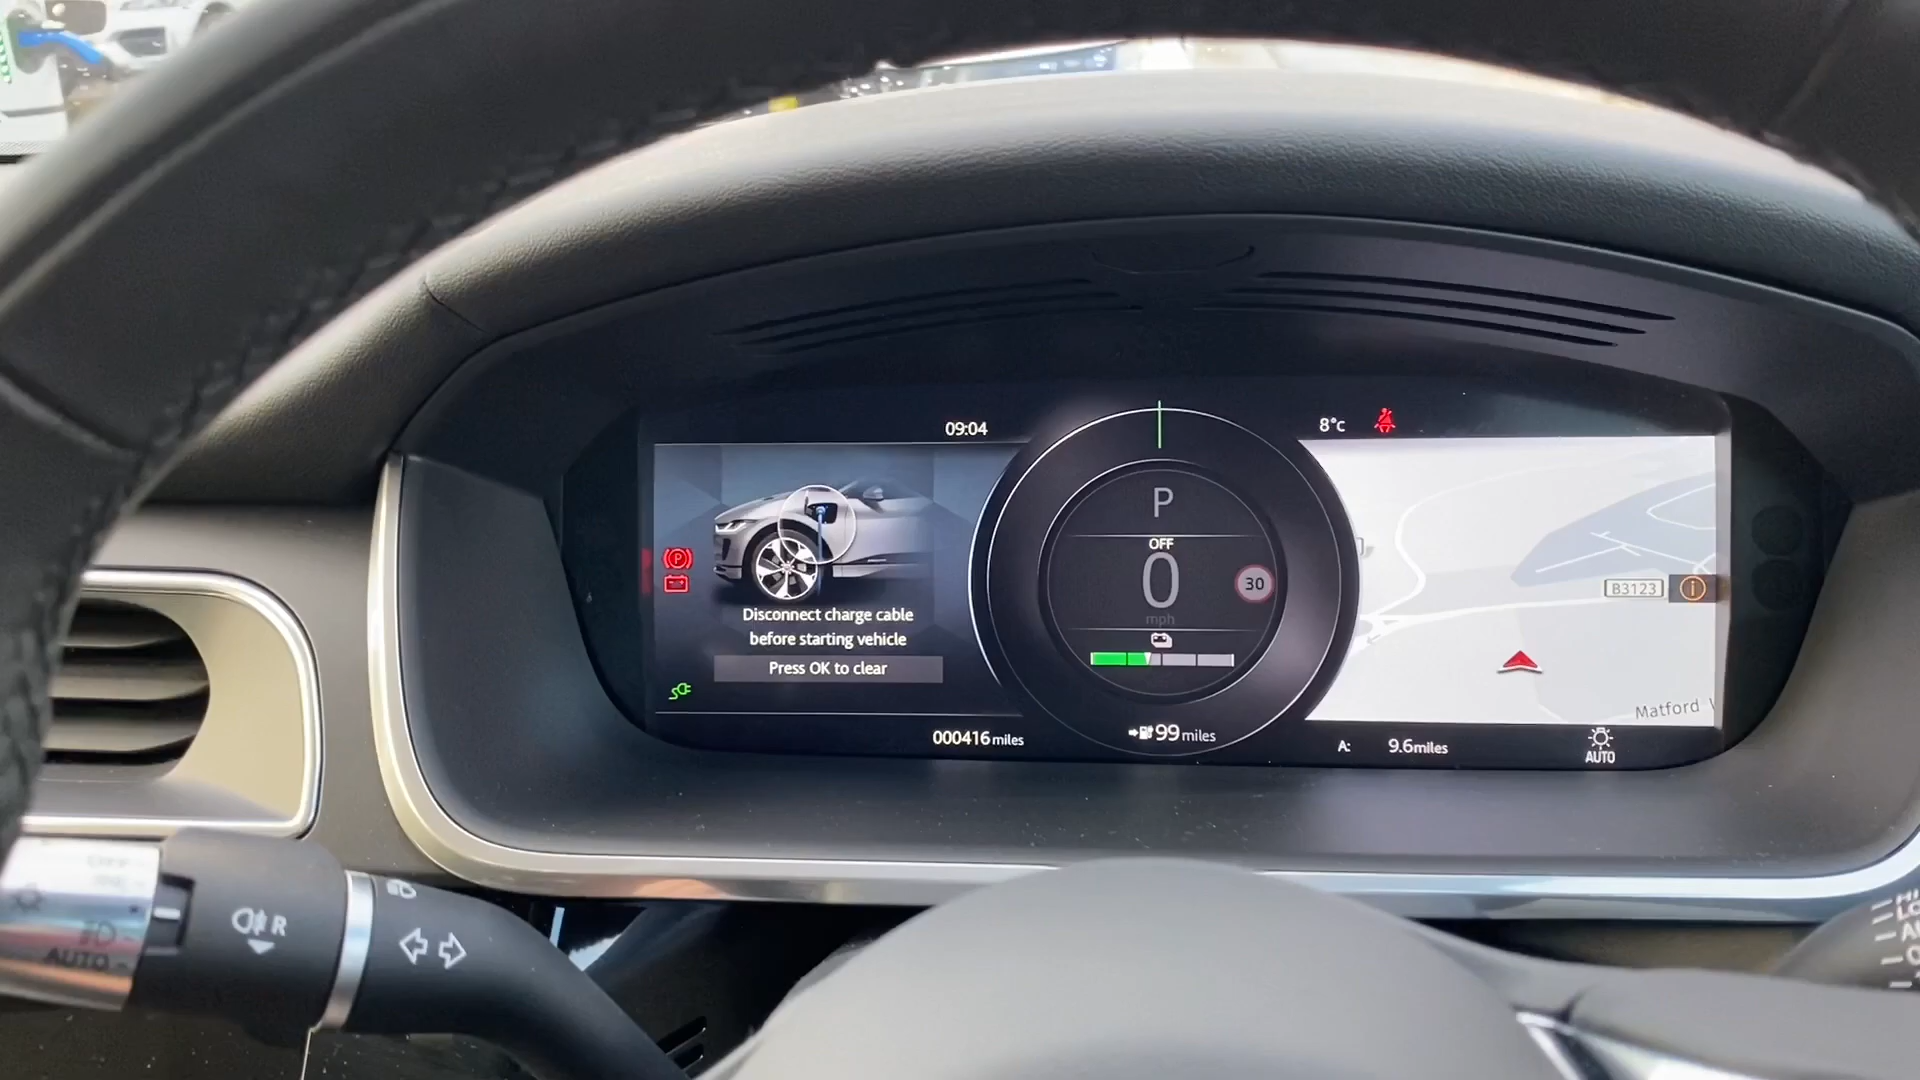 09:04
8°c
P
OFF
0
mph
30
Disconnect charge cable
before starting vehicle
Press OK to clear
B3123
Matford
000416 miles
99 miles
A: 9.6miles
AUTO
R
AUTO